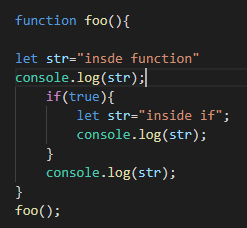 function foo(){
let str="insde function"
console.log(str);
if(true){
let str="inside if";
console.log(str);
}
console.log(str);
}
foo();